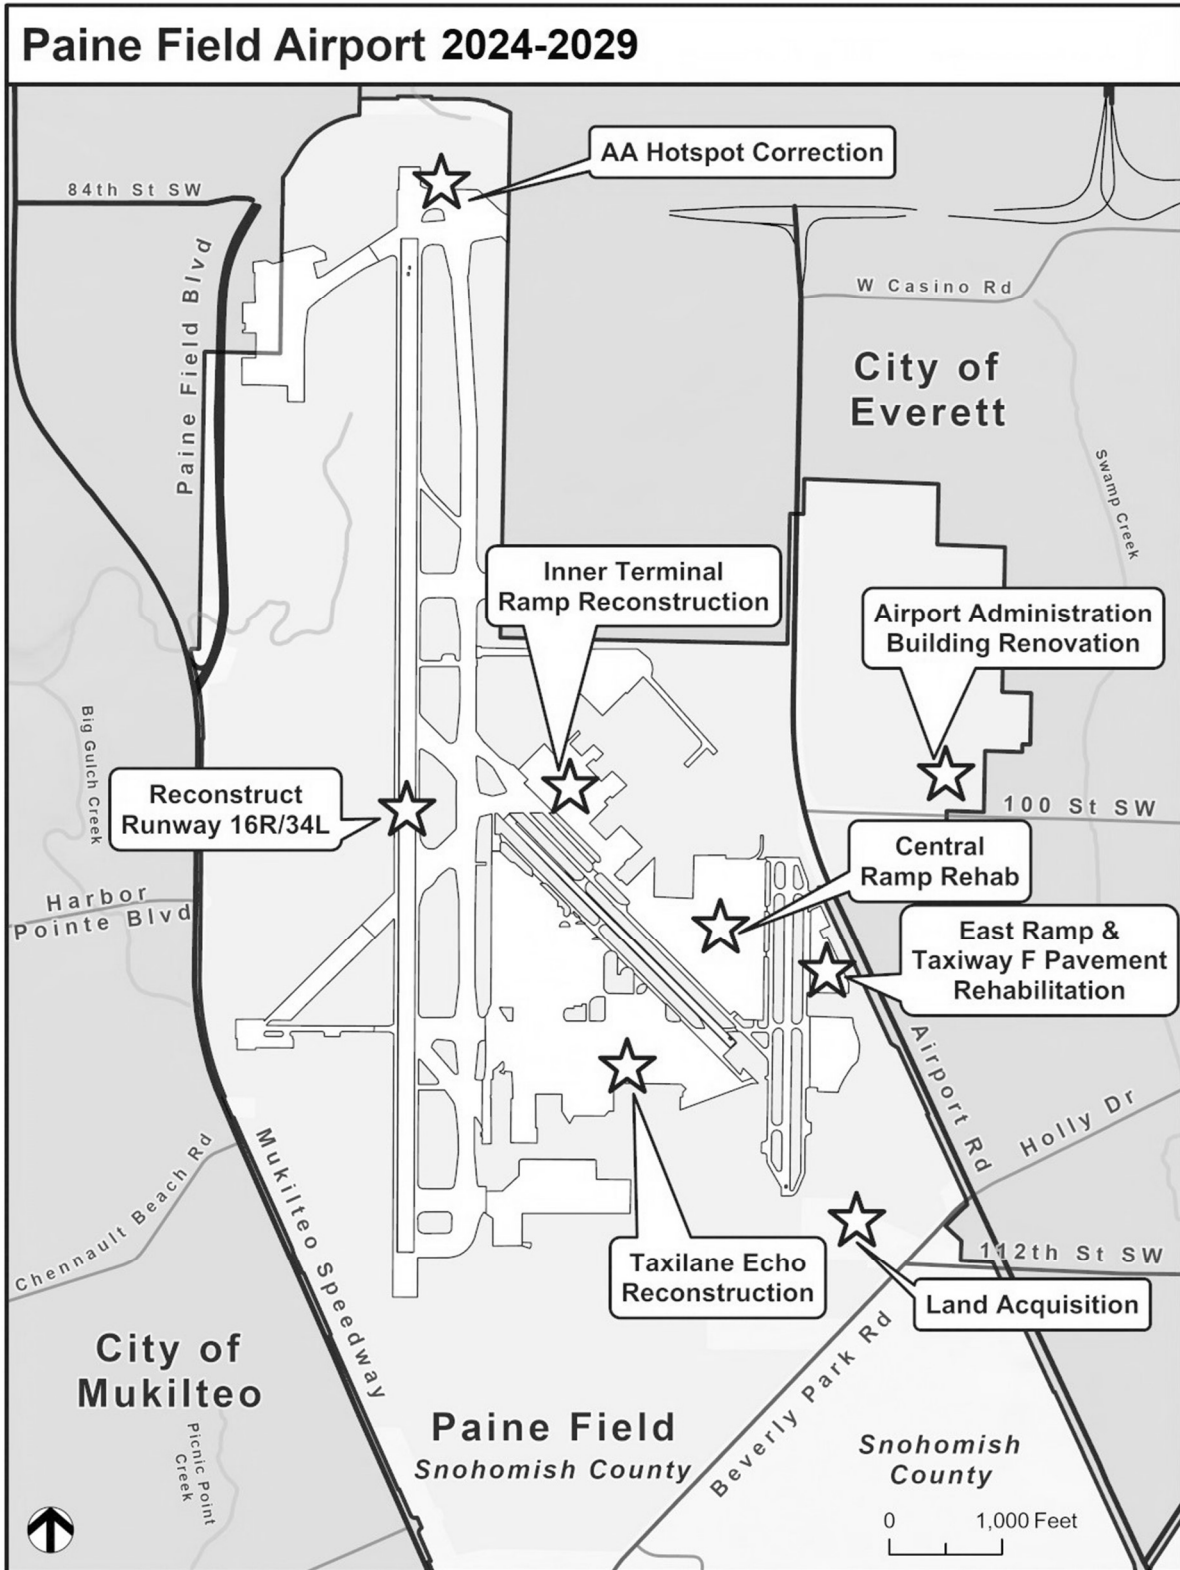 Paine Field Airport 2024-2029
AA Hotspot Correction
84th St SW
Paine Field Blvd
W Casino Rd
City of
Everett
Swamp Creek
Inner Terminal
Ramp Reconstruction
Airport Administration
Building Renovation
Big Gulch Creek
Reconstruct
Runway 16R/34L
100 St SW
Central
Ramp Rehab
Harbor
Pointe Blvd
East Ramp &
Taxiway F Pavement
Rehabilitation
Airport Rd
Holly Dr
Chennault Beach Rd
Mukilteo Speedway
112th St SW
Taxilane Echo
Reconstruction
Land Acquisition
City of
Mukilteo
Beverly Park Rd
Picnic Point
Creek
Paine Field
Snohomish County
Snohomish
County
0 1,000 Feet